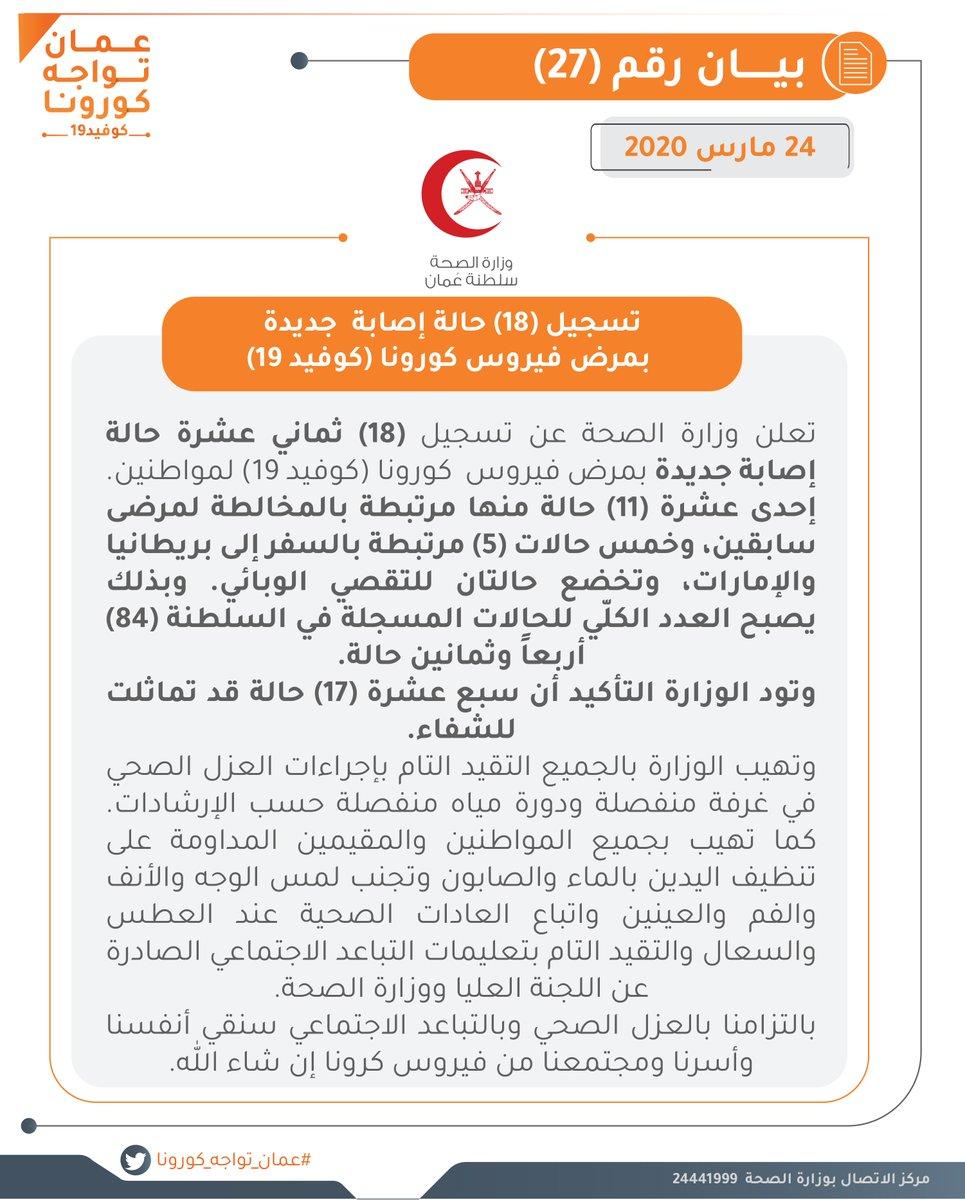 عمان
تواجه
كورونا
كوفيد19
بيان رقم (27)
24 مارس 2020
وزارة الصحة
سلطنة عُمان
تسجيل (18) حالة إصابة جديدة
بمرض فيروس كورونا (كوفيد 19)
تعلن وزارة الصحة عن تسجيل (18) ثماني عشرة حالة
إصابة جديدة بمرض فيروس كورونا (كوفيد 19) لمواطنين.
إحدى عشرة (11) حالة منها مرتبطة بالمخالطة لمرضى
سابقين، وخمس حالات (5) مرتبطة بالسفر إلى بريطانيا
والإمارات، وتخضع حالتان للتقصي الوبائي. وبذلك
يصبح العدد الكلّي للحالات المسجلة في السلطنة (84)
أربعاً وثمانين حالة.
وتود الوزارة التأكيد أن سبع عشرة (17) حالة قد تماثلت
للشفاء.
وتهيب الوزارة بالجميع التقيد التام بإجراءات العزل الصحي
في غرفة منفصلة ودورة مياه منفصلة حسب الإرشادات.
كما تهيب بجميع المواطنين والمقيمين المداومة على
تنظيف اليدين بالماء والصابون وتجنب لمس الوجه والأنف
والفم والعينين واتباع العادات الصحية عند العطس
والسعال والتقيد التام بتعليمات التباعد الاجتماعي الصادرة
عن اللجنة العليا ووزارة الصحة.
بالتزامنا بالعزل الصحي وبالتباعد الاجتماعي سنقي أنفسنا
وأسرنا ومجتمعنا من فيروس كرونا إن شاء الله.
#عمان_تواجه_كورونا
مركز الاتصال بوزارة الصحة 24441999